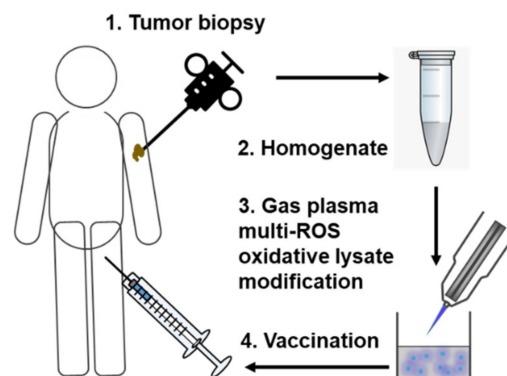 1. Tumor biopsy
2. Homogenate
3. Gas plasma
multi-ROS
oxidative lysate
modification
4. Vaccination